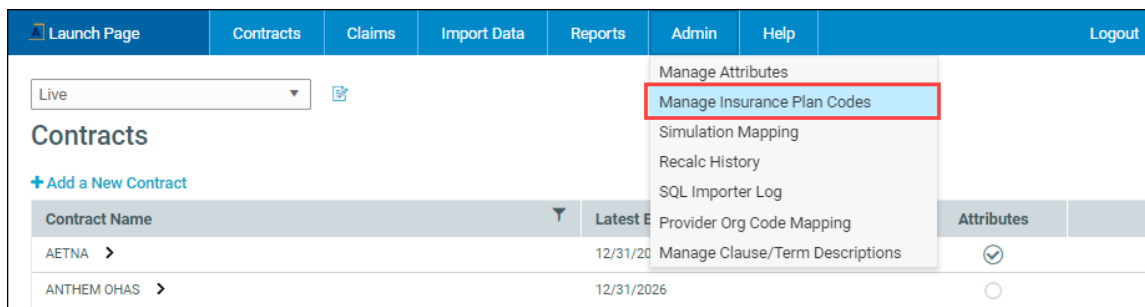 Launch Page Contracts Claims Import Data Reports Admin Help Logout
Manage Attributes
Live
Manage Insurance Plan Codes
Contracts
Simulation Mapping
Recalc History
+ Add a New Contract
SQL Importer Log
Contract Name Latest Provider Org Code Mapping Attributes
AETNA > 12/31/20 Manage Clause/Term Descriptions
ANTHEM OHAS > 12/31/2026